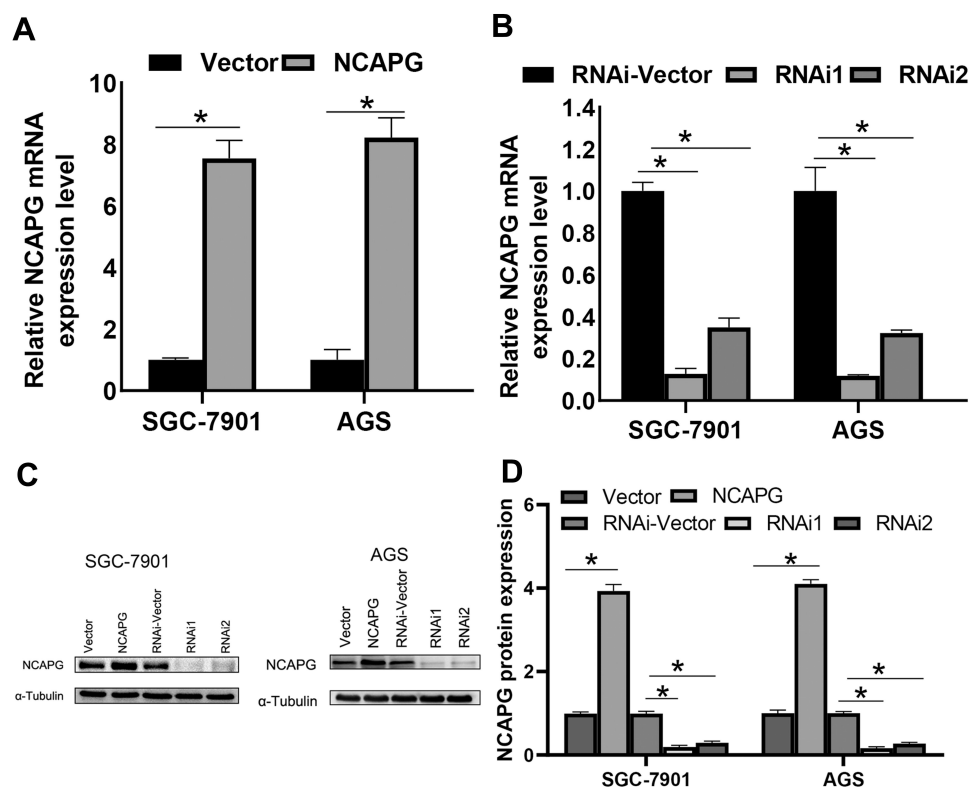 A
Vector NCAPG
Relative NCAPG mRNA
expression level
10
8
6
4
2
0
* *
SGC-7901 AGS
B
RNAi-Vector RNAi1 RNAi2
Relative NCAPG mRNA
expression level
1.4
1.2
1.0
0.8
0.6
0.4
0.2
0.0
* * * *
SGC-7901 AGS
C
SGC-7901
Vector NCAPG RNAi-Vector RNAi1 RNAi2
NCAPG
α-Tubulin
AGS
Vector NCAPG RNAi-Vector RNAi1 RNAi2
NCAPG
α-Tubulin
D
Vector NCAPG
RNAi-Vector RNAi1 RNAi2
NCAPG protein expression
6
4
2
0
* * * * * *
SGC-7901 AGS